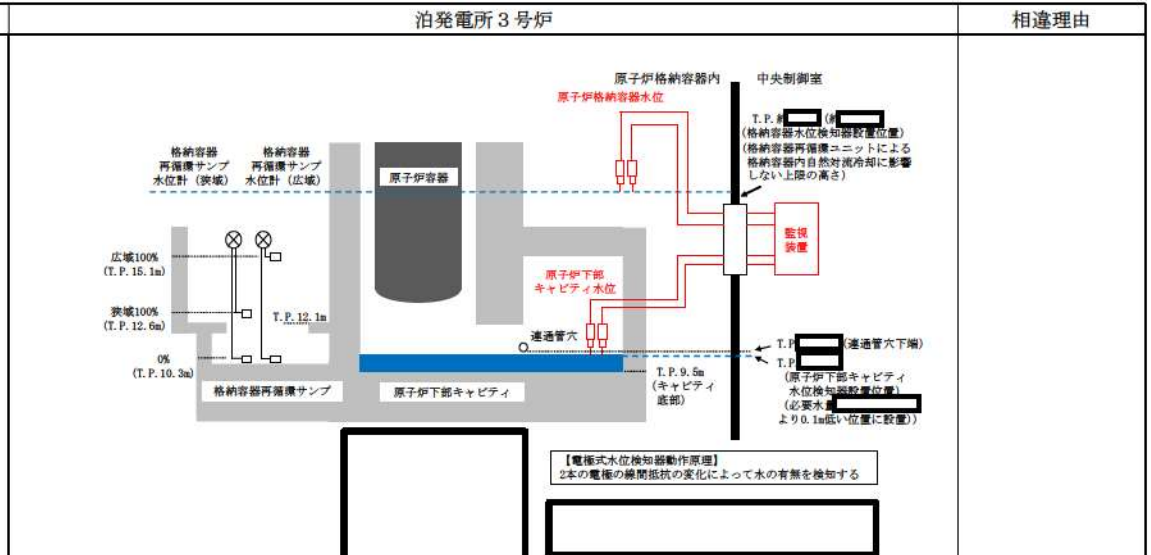 泊発電所3号炉
相違理由
原子炉格納容器内
中央制御室
原子炉格納容器水位
T.P.約
(約
(格納容器水位検知器設置位置)
(格納容器再循環ユニットによる
格納容器内自然対流冷却に影響
しない上限の高さ)
格納容器
再循環サンプ
水位計(狭域)
格納容器
再循環サンプ
水位計(広域)
原子炉容器
監視
装置
広域100%
(T.P.15.1m)
原子炉下部
キャビティ水位
狭域100%
(T.P.12.6m)
T.P.12.1m
連通管穴
T.P
(連通管穴下端)
0%
(T.P.10.3m)
T.P.
T.P.9.5m
(キャビティ
底部)
(原子炉下部キャビティ
水位検知器設置位置)
(必要水量
より0.1m低い位置に設置))
格納容器再循環サンプ
原子炉下部キャビティ
【電極式水位検知器動作原理】
2本の電極の線間抵抗の変化によって水の有無を検知する